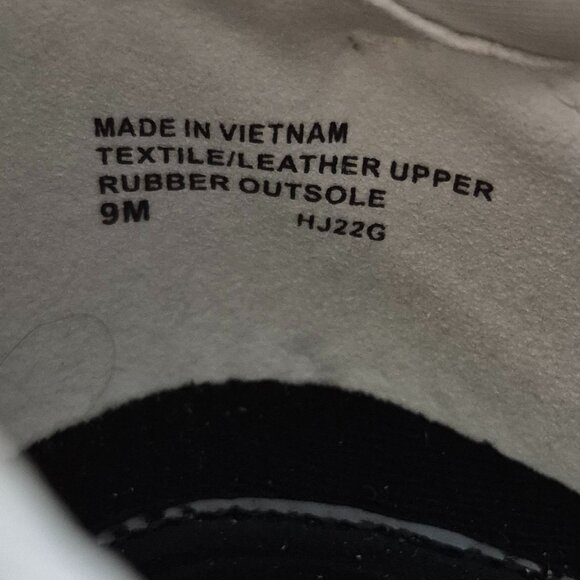 MADE IN VIETNAM
TEXTILE/LEATHER UPPER
RUBBER OUTSOLE
9M HJ22G